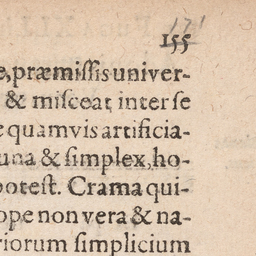 171
155
e, præmissis univer-
& misceat inter se
e quamvis artificia-
una & simplex, ho-
potest. Crama qui-
ope non vera & na-
riorum simplicium